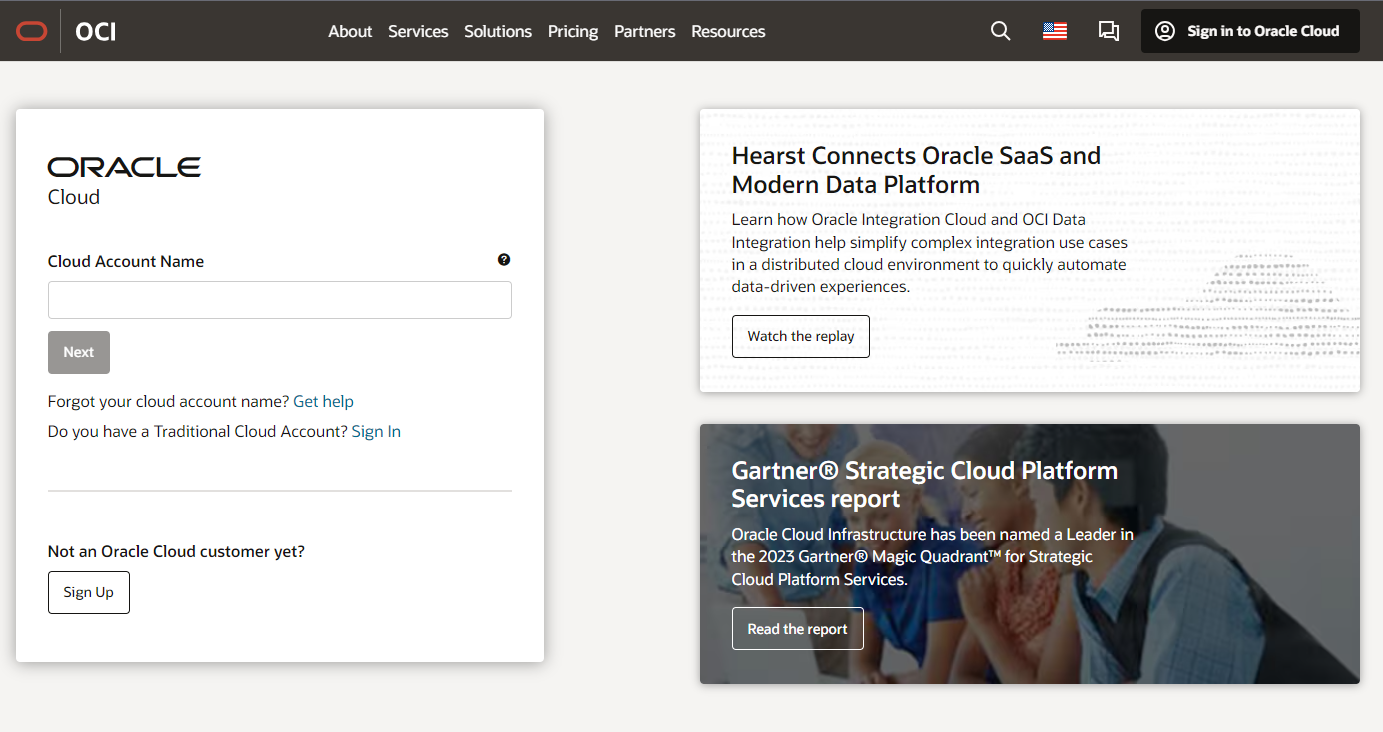 OCI
About Services Solutions Pricing Partners Resources
Sign in to Oracle Cloud
ORACLE
Cloud
Cloud Account Name
?
Next
Forgot your cloud account name? Get help
Do you have a Traditional Cloud Account? Sign In
Not an Oracle Cloud customer yet?
Sign Up
Hearst Connects Oracle SaaS and
Modern Data Platform
Learn how Oracle Integration Cloud and OCI Data
Integration help simplify complex integration use cases
in a distributed cloud environment to quickly automate
data-driven experiences.
Watch the replay
Gartner® Strategic Cloud Platform
Services report
Oracle Cloud Infrastructure has been named a Leader in
the 2023 Gartner® Magic Quadrant™ for Strategic
Cloud Platform Services.
Read the report